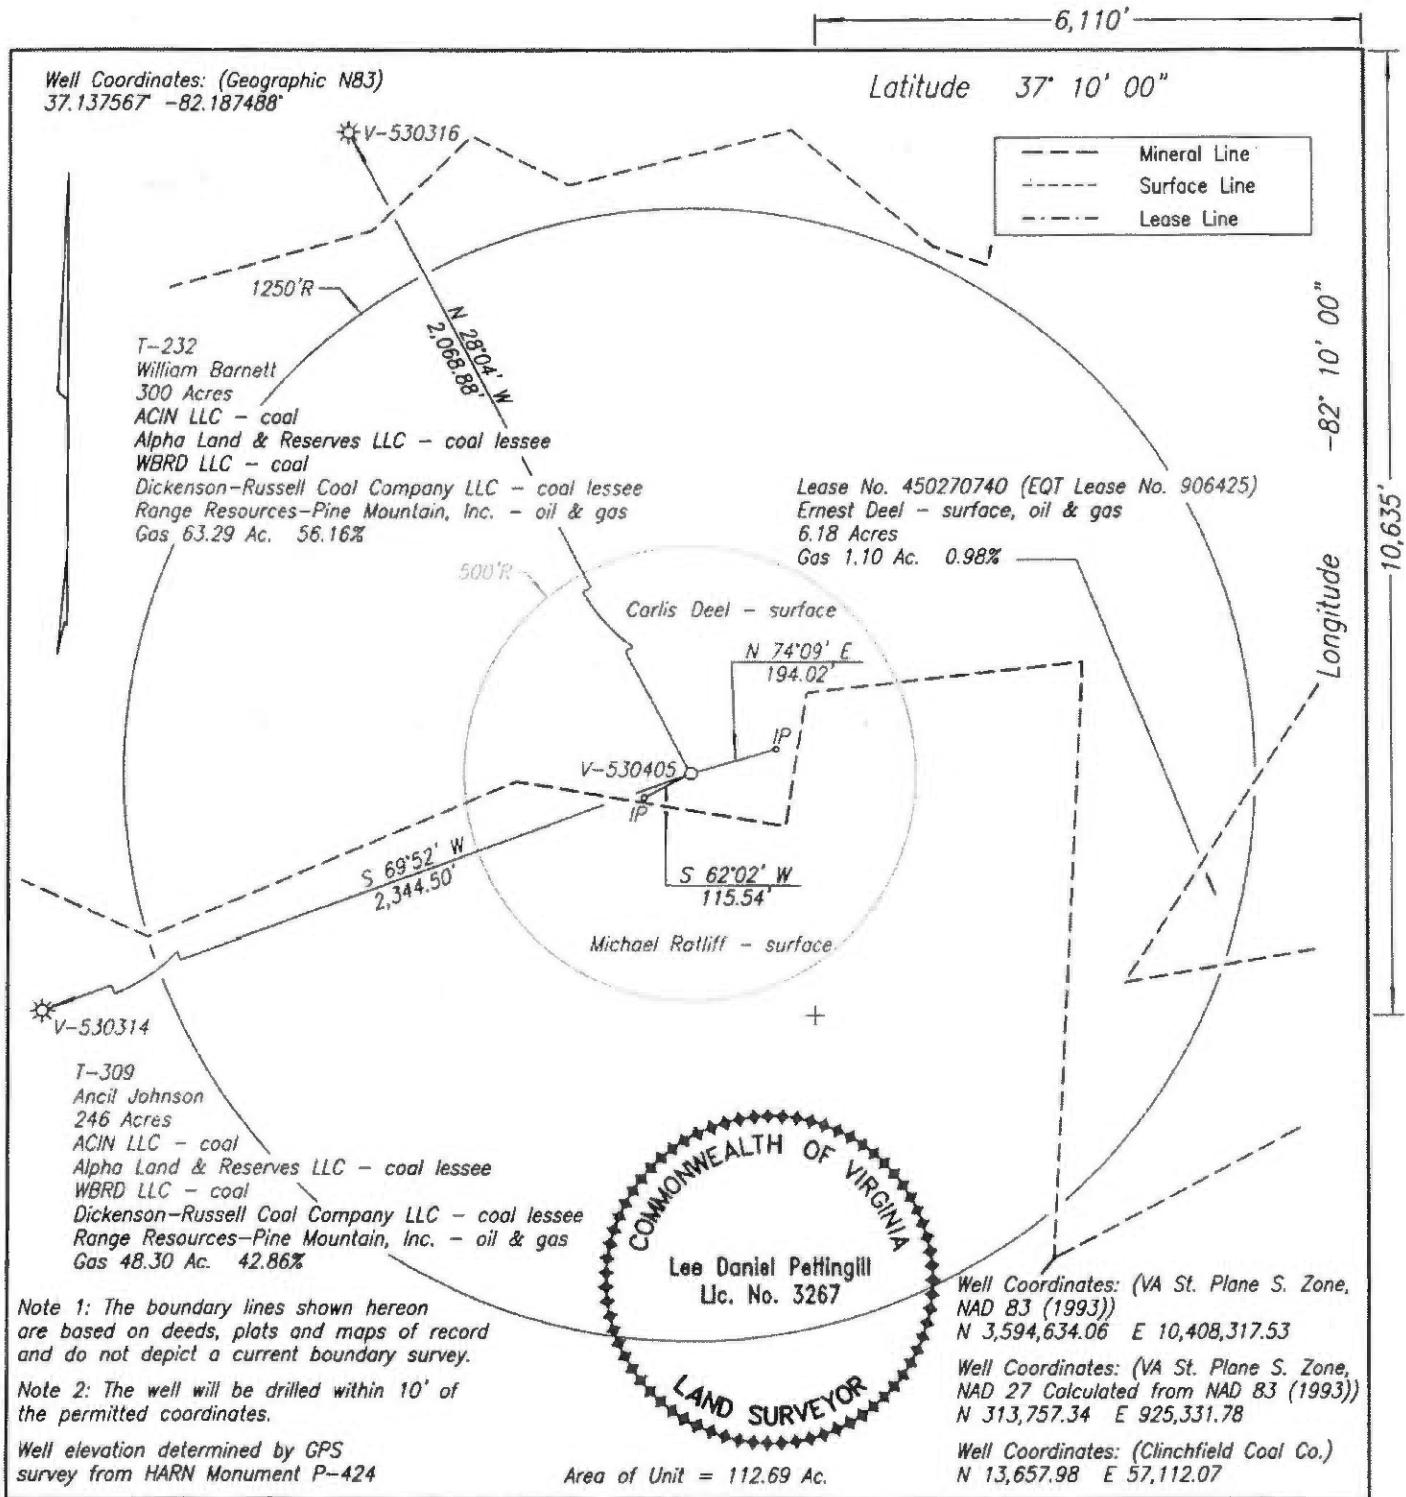 6,110'
Well Coordinates: (Geographic N83)
37.137567° -82.187488°
Latitude 37° 10' 00"
V-530316
Mineral Line
Surface Line
Lease Line
1250'R
N 28°04' W
2,068.88'
-82° 10' 00"
Longitude
10,635'
T-232
William Barnett
300 Acres
ACIN LLC - coal
Alpha Land & Reserves LLC - coal lessee
WBRD LLC - coal
Dickenson-Russell Coal Company LLC - coal lessee
Range Resources-Pine Mountain, Inc. - oil & gas
Gas 63.29 Ac. 56.16%
Lease No. 450270740 (EQT Lease No. 906425)
Ernest Deel - surface, oil & gas
6.18 Acres
Gas 1.10 Ac. 0.98%
500'R
Carlis Deel - surface
N 74°09' E
194.02'
IP
V-530405
IP
S 69°52' W
2,344.50'
S 62°02' W
115.54'
Michael Ratliff - surface
V-530314
T-309
Ancil Johnson
246 Acres
ACIN LLC - coal
Alpha Land & Reserves LLC - coal lessee
WBRD LLC - coal
Dickenson-Russell Coal Company LLC - coal lessee
Range Resources-Pine Mountain, Inc. - oil & gas
Gas 48.30 Ac. 42.86%
COMMONWEALTH OF VIRGINIA
Lee Daniel Pettingill
Lic. No. 3267
LAND SURVEYOR
Note 1: The boundary lines shown hereon
are based on deeds, plats and maps of record
and do not depict a current boundary survey.
Note 2: The well will be drilled within 10' of
the permitted coordinates.
Well elevation determined by GPS
survey from HARN Monument P-424
Area of Unit = 112.69 Ac.
Well Coordinates: (VA St. Plane S. Zone,
NAD 83 (1993))
N 3,594,634.06 E 10,408,317.53
Well Coordinates: (VA St. Plane S. Zone,
NAD 27 Calculated from NAD 83 (1993))
N 313,757.34 E 925,331.78
Well Coordinates: (Clinchfield Coal Co.)
N 13,657.98 E 57,112.07